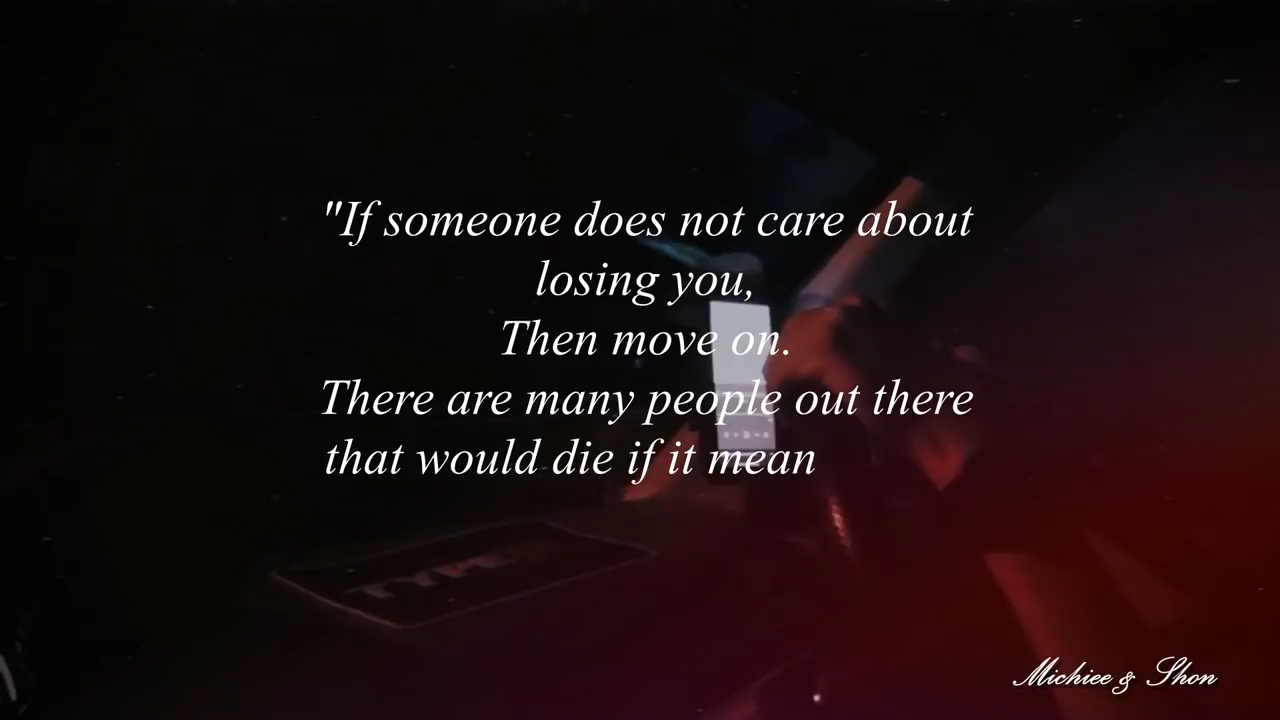 "If someone does not care about
losing you,
Then move on.
There are many people out there
that would die if it mean
TYPE
Michiee & Shon